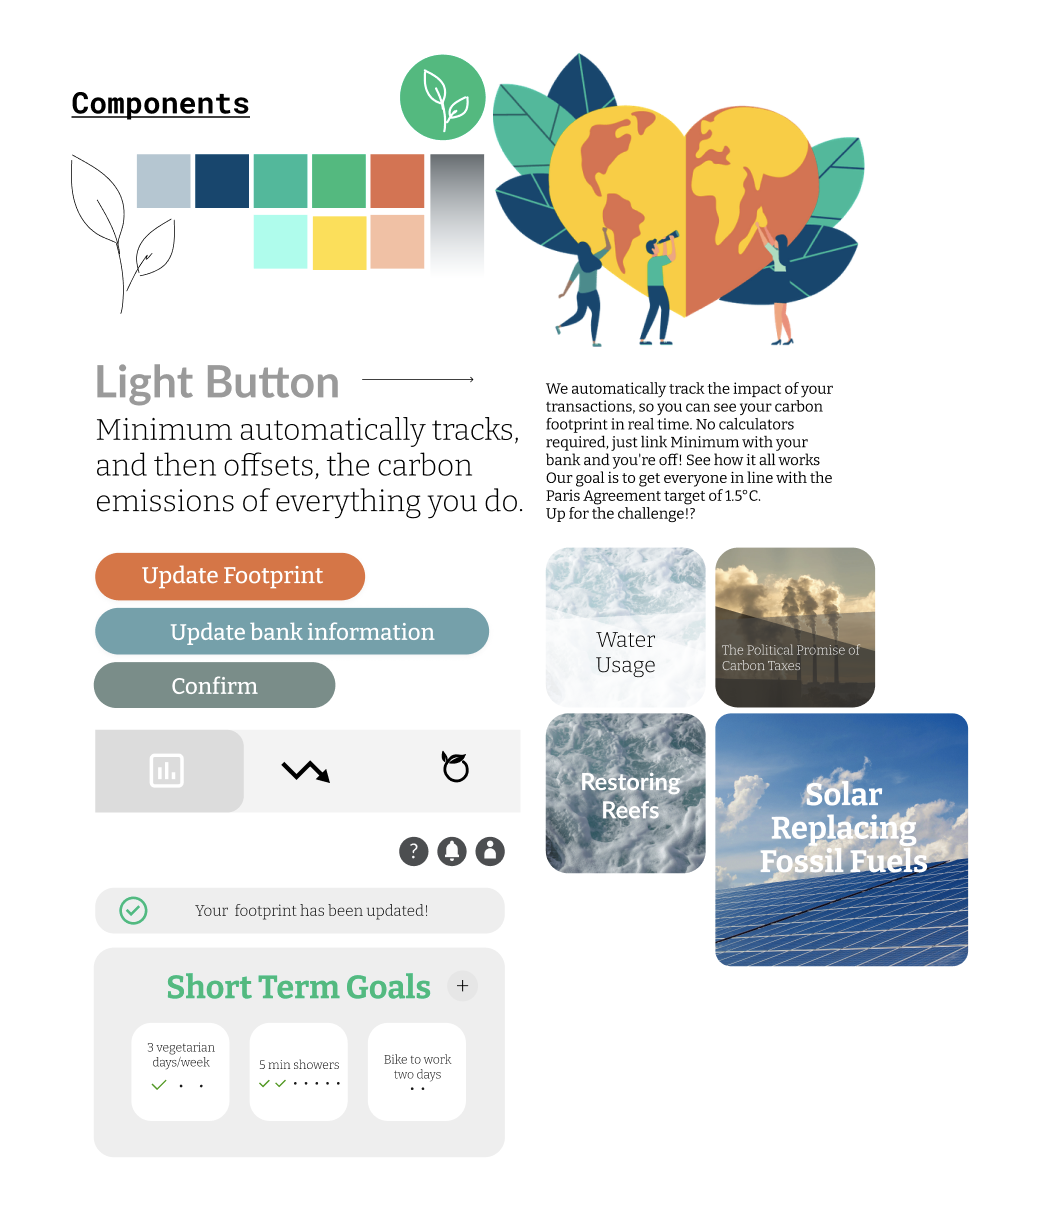 Components
Light Button
Minimum automatically tracks,
and then offsets, the carbon
emissions of everything you do.
We automatically track the impact of your
transactions, so you can see your carbon
footprint in real time. No calculators
required, just link Minimum with your
bank and you're off! See how it all works
Our goal is to get everyone in line with the
Paris Agreement target of 1.5°C.
Up for the challenge!?
Update Footprint
Update bank information
Confirm
Water
Usage
The Political Promise of
Carbon Taxes
Restoring
Reefs
Solar
Replacing
Fossil Fuels
?
Your footprint has been updated!
Short Term Goals
+
3 vegetarian
days/week
5 min showers
Bike to work
two days